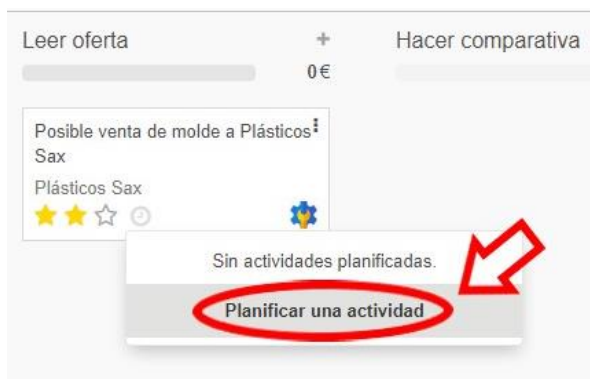 Leer oferta + Hacer comparativa
0€
Posible venta de molde a Plásticos
Sax
Plásticos Sax
Sin actividades planificadas.
Planificar una actividad